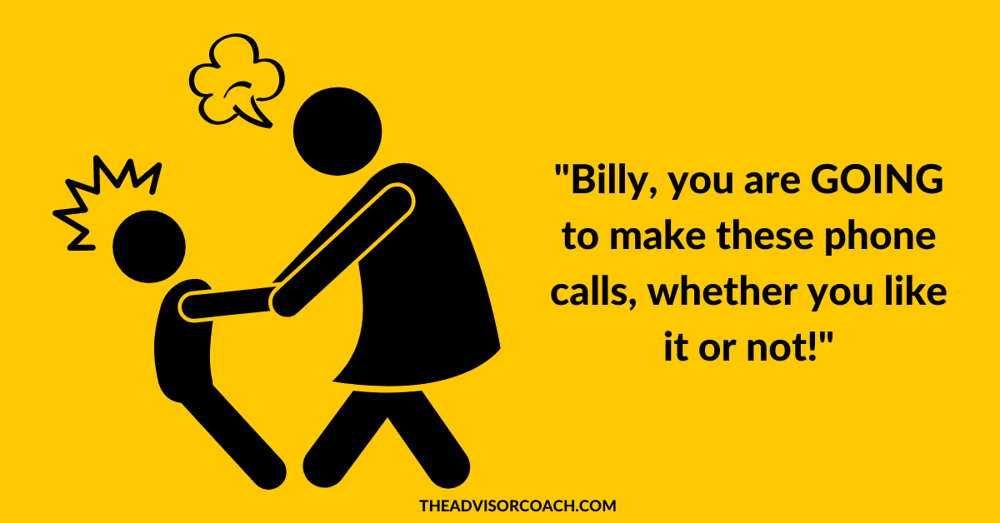 "Billy, you are GOING
to make these phone
calls, whether you like
it or not!"
THEADVISORCOACH.COM